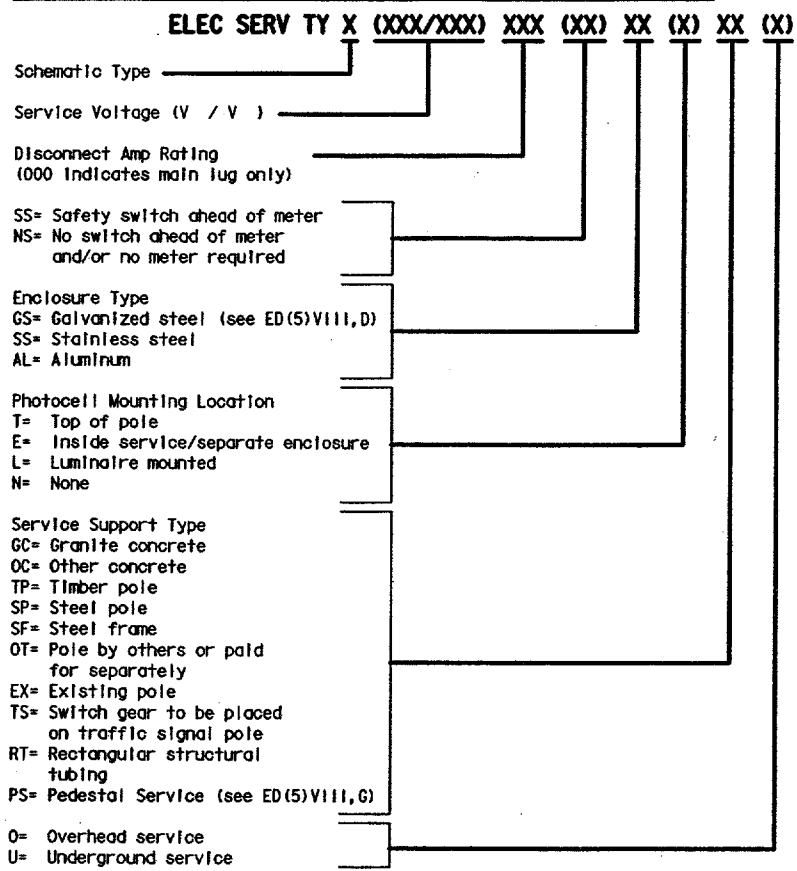 ELEC SERV TY X (XXX/XXX) XXX (XX) XX (X) XX (X)
Schematic Type
Service Voltage (V / V )
Disconnect Amp Rating
(000 indicates main lug only)
SS= Safety switch ahead of meter
NS= No switch ahead of meter
and/or no meter required
Enclosure Type
GS= Galvanized steel (see ED(5)VIII,D)
SS= Stainless steel
AL= Aluminum
Photocell Mounting Location
T= Top of pole
E= Inside service/separate enclosure
L= Luminaire mounted
N= None
Service Support Type
GC= Granite concrete
OC= Other concrete
TP= Timber pole
SP= Steel pole
SF= Steel frame
OT= Pole by others or paid
for separately
EX= Existing pole
TS= Switch gear to be placed
on traffic signal pole
RT= Rectangular structural
tubing
PS= Pedestal Service (see ED(5)VIII,G)
O= Overhead service
U= Underground service